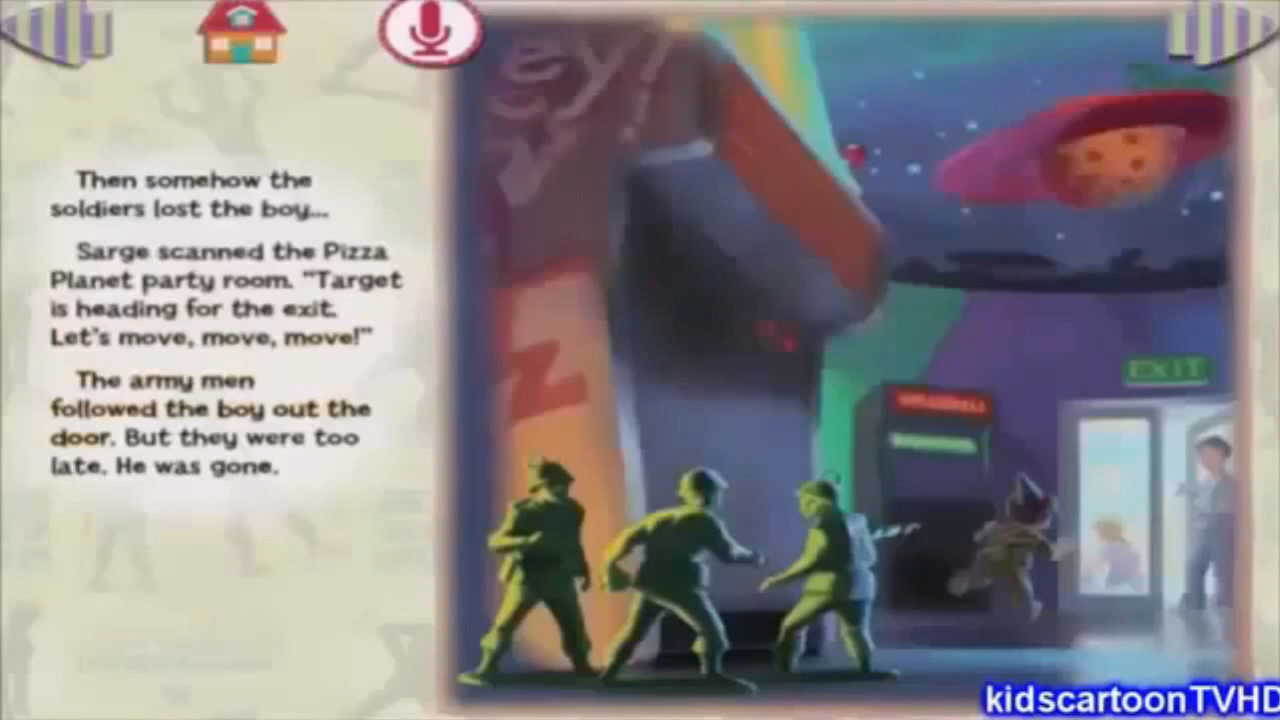 Then somehow the
soldiers lost the boy...
Sarge scanned the Pizza
Planet party room. "Target
is heading for the exit.
Let's move, move, move!"
The army men
followed the boy out the
door. But they were too
late. He was gone.
ey!
Z
EXIT
kidscartoonTVHD